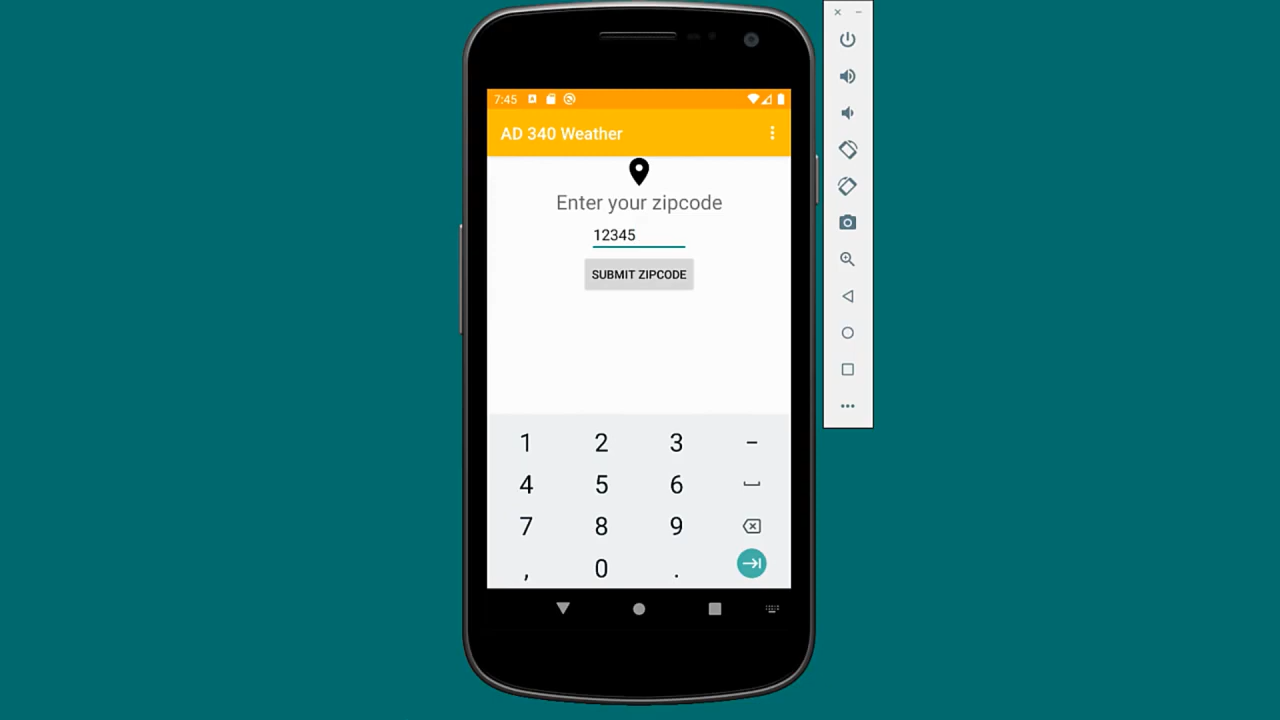 7:45
AD 340 Weather
Enter your zipcode
12345
SUBMIT ZIPCODE
1 2 3 -
4 5 6
7 8 9
, 0 .